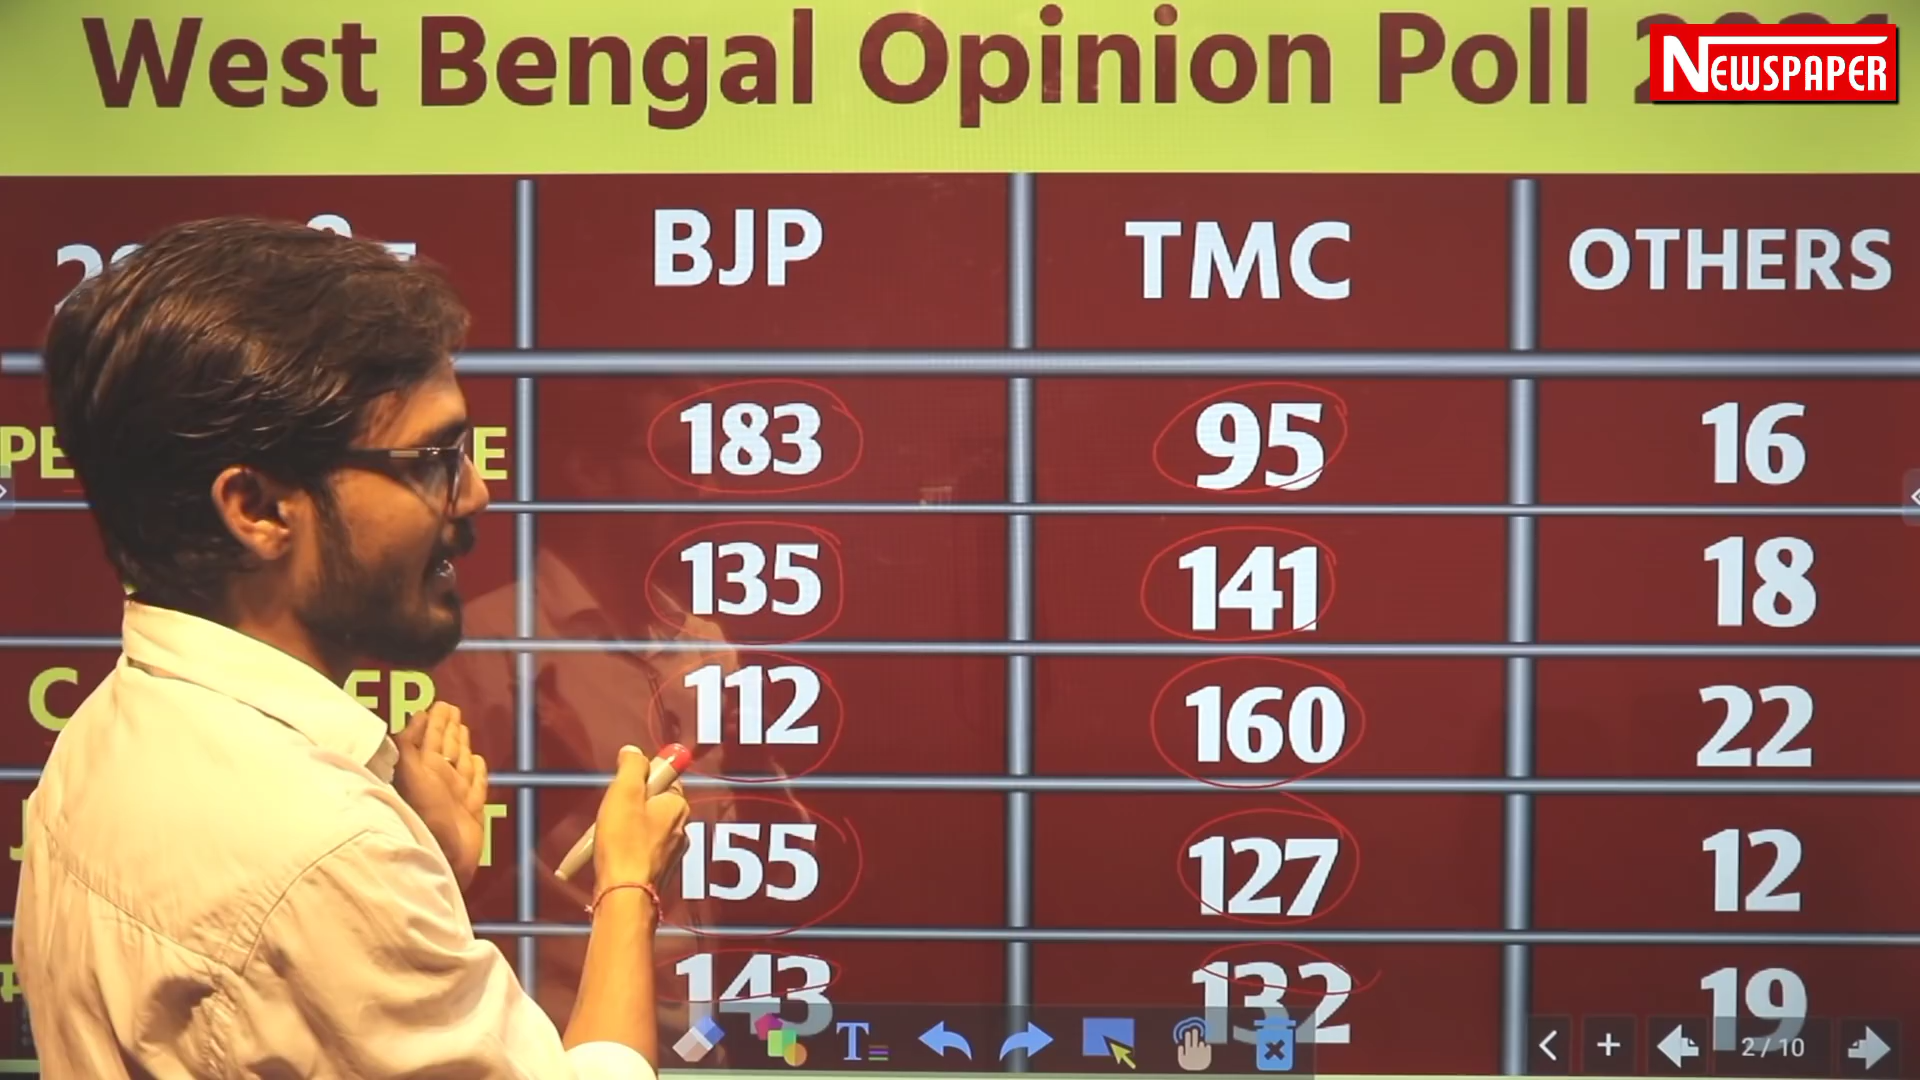 West Bengal Opinion Poll
NEWSPAPER
BJP TMC OTHERS
183 95 16
135 141 18
112 160 22
155 127 12
143 132 19
T
2 / 10